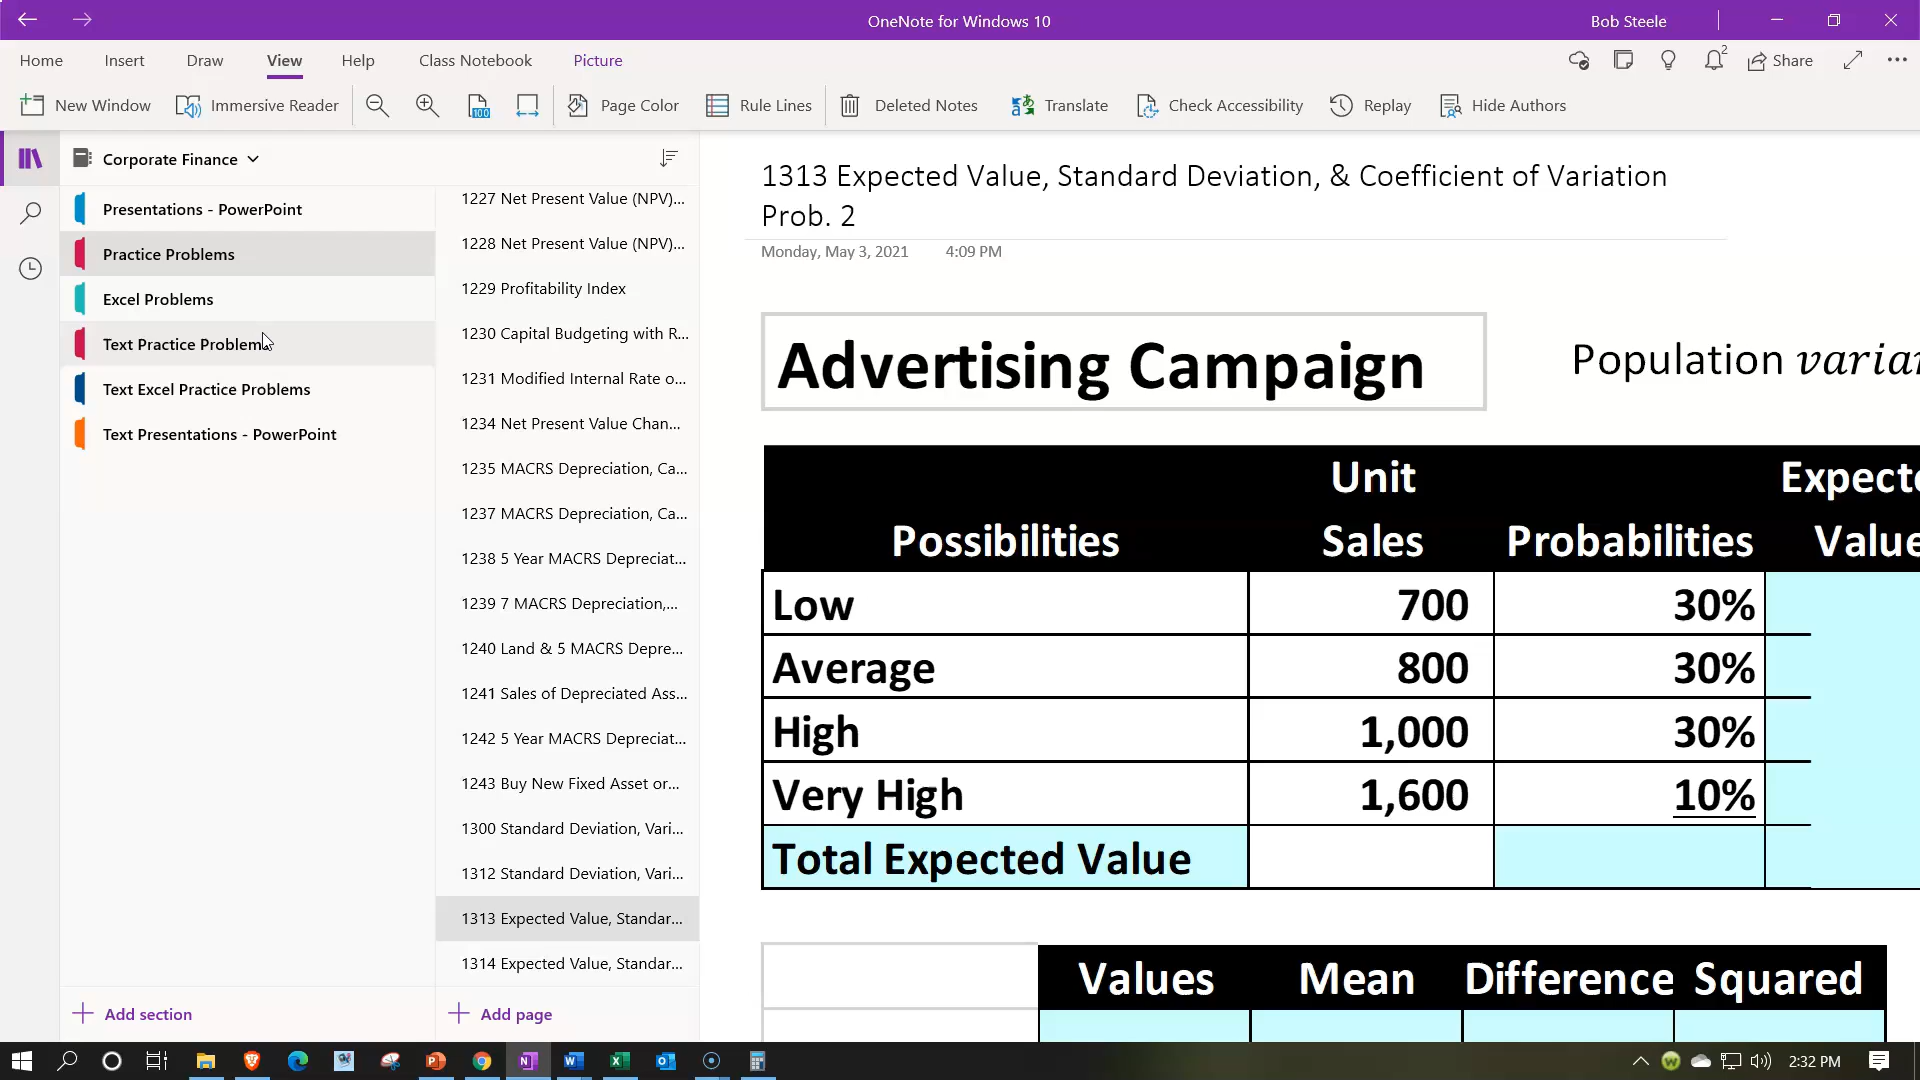 OneNote for Windows 10
Bob Steele
Home
Insert
Draw
View
Help
Class Notebook
Picture
2
Share
New Window
Immersive Reader
100
Page Color
Rule Lines
Deleted Notes
Translate
Check Accessibility
Replay
Hide Authors
Corporate Finance
Presentations - PowerPoint
Practice Problems
Excel Problems
Text Practice Problems
Text Excel Practice Problems
Text Presentations - PowerPoint
Add section
1227 Net Present Value (NPV)...
1228 Net Present Value (NPV)...
1229 Profitability Index
1230 Capital Budgeting with R...
1231 Modified Internal Rate o...
1234 Net Present Value Chan...
1235 MACRS Depreciation, Ca...
1237 MACRS Depreciation, Ca...
1238 5 Year MACRS Depreciat...
1239 7 MACRS Depreciation,...
1240 Land & 5 MACRS Depre...
1241 Sales of Depreciated Ass...
1242 5 Year MACRS Depreciat...
1243 Buy New Fixed Asset or...
1300 Standard Deviation, Vari...
1312 Standard Deviation, Vari...
1313 Expected Value, Standar...
1314 Expected Value, Standar...
Add page
1313 Expected Value, Standard Deviation, & Coefficient of Variation
Prob. 2
Monday, May 3, 2021 4:09 PM
Advertising Campaign
Population varian
Unit Expecte
Possibilities Sales Probabilities Value
Low 700 30%
Average 800 30%
High 1,000 30%
Very High 1,600 10%
Total Expected Value
Values Mean Difference Squared
2:32 PM